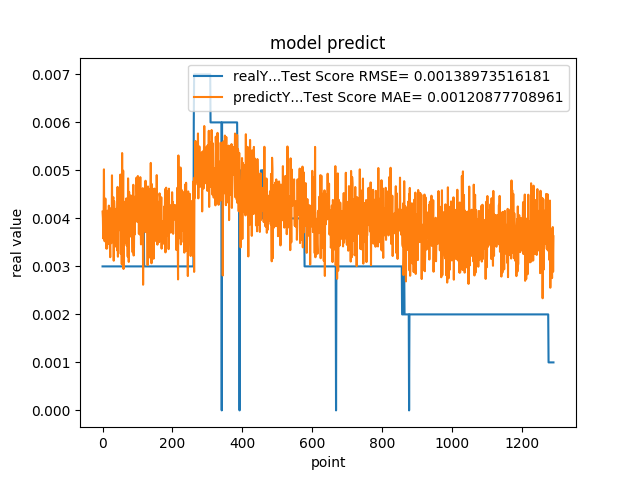 model predict
realY...Test Score RMSE= 0.00138973516181
predictY...Test Score MAE= 0.00120877708961
0.007
0.006
0.005
0.004
0.003
0.002
0.001
0.000
real value
0 200 400 600 800 1000 1200
point